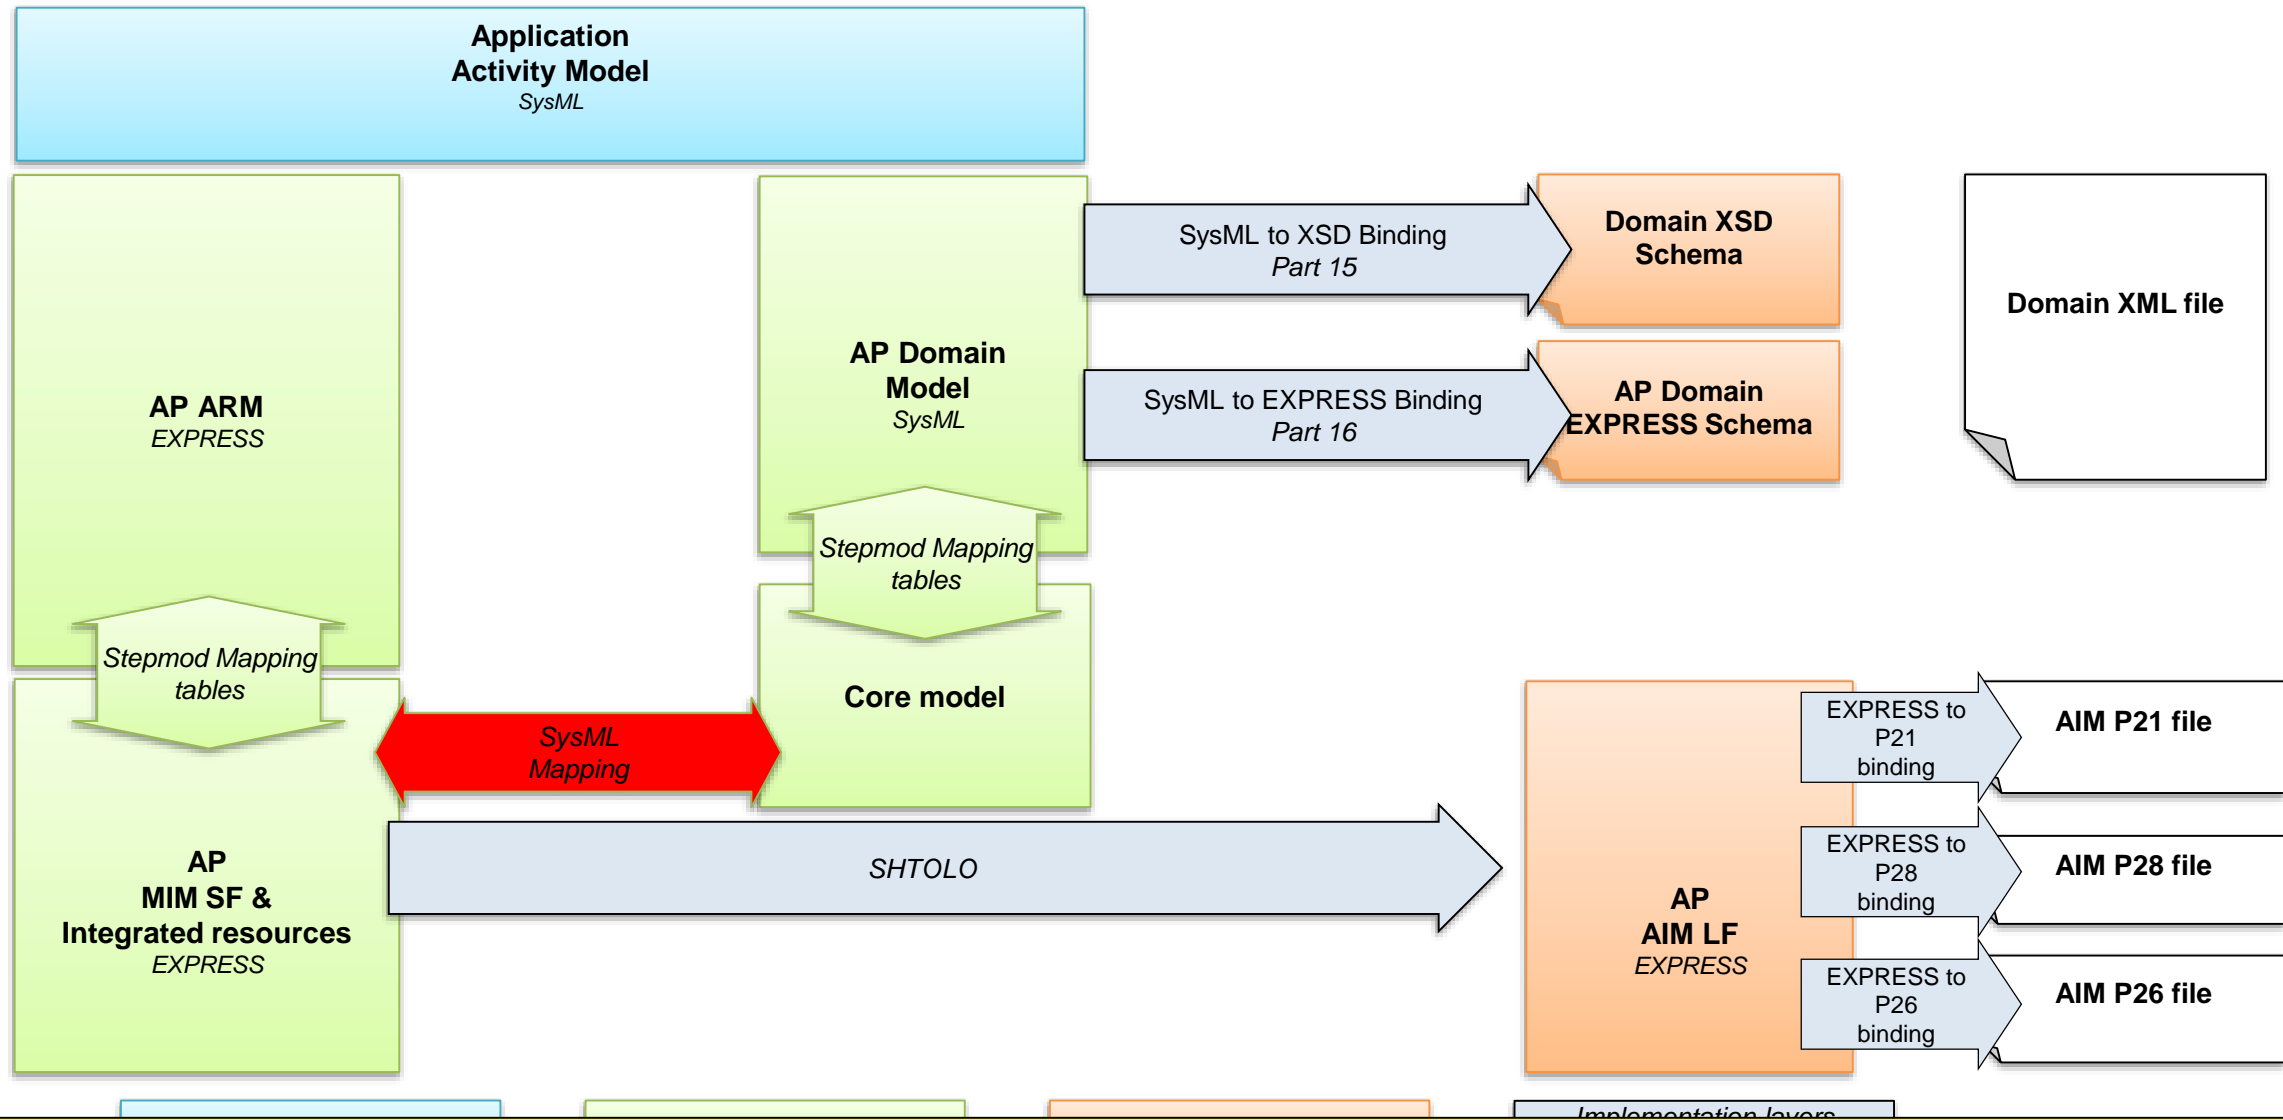 Application
Activity Model
SysML
AP ARM
EXPRESS
AP Domain
Model
SysML
SysML to XSD Binding
Part 15
Domain XSD
Schema
Domain XML file
SysML to EXPRESS Binding
Part 16
AP Domain
EXPRESS Schema
Stepmod Mapping
tables
Stepmod Mapping
tables
Core model
SysML
Mapping
AP
MIM SF &
Integrated resources
EXPRESS
SHTOLO
AP
AIM LF
EXPRESS
EXPRESS to
P21
binding
AIM P21 file
EXPRESS to
P28
binding
AIM P28 file
EXPRESS to
P26
binding
AIM P26 file
Implementation layers